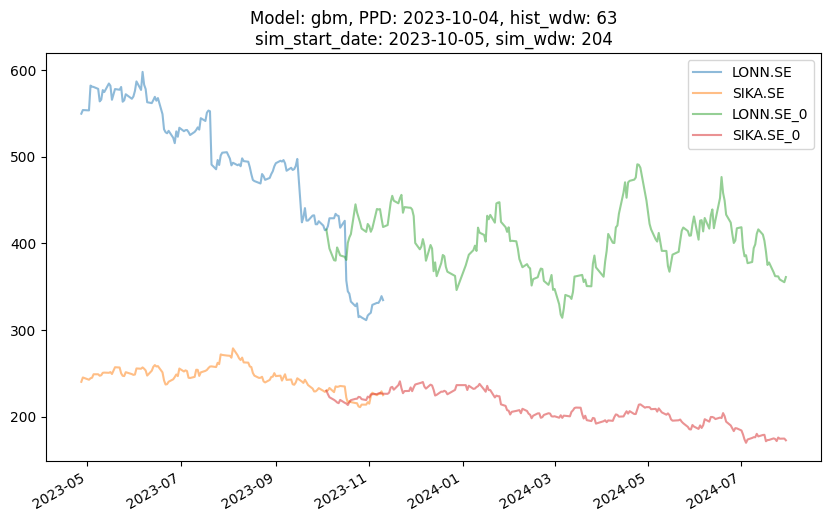 Model: gbm, PPD: 2023-10-04, hist_wdw: 63
sim_start_date: 2023-10-05, sim_wdw: 204
LONN.SE
SIKA.SE
LONN.SE_0
SIKA.SE_0
600
500
400
300
200
2023-05
2023-07
2023-09
2023-11
2024-01
2024-03
2024-05
2024-07